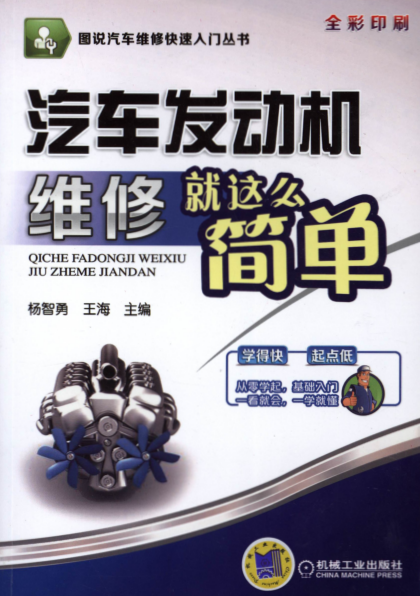 图说汽车维修快速入门丛书
全彩印刷
汽车发动机
维修就这么
简单
QICHE FADONGJI WEIXIU
JIU ZHEME JIANDAN
杨智勇 王海 主编
学得快 起点低
从零学起，基础入门
一看就会，一学就懂
机械工业出版社
CHINA MACHINE PRESS